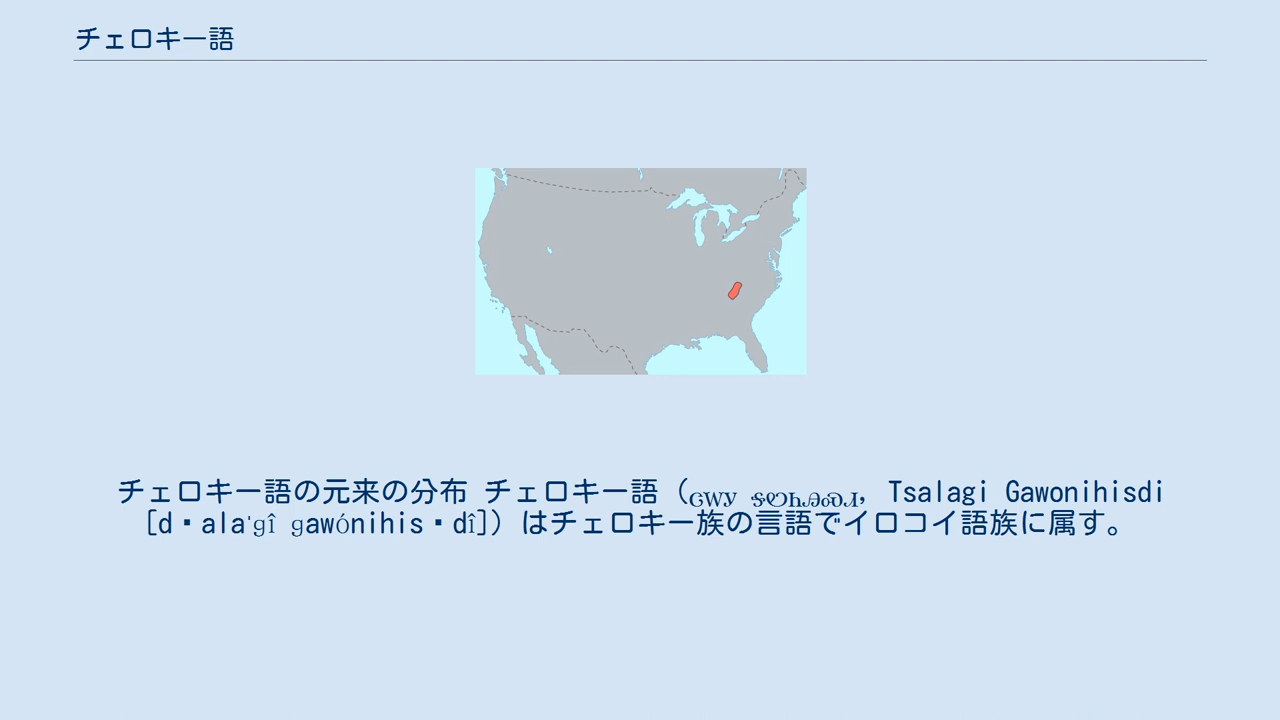 チェロキー語
チェロキー語の元来の分布 チェロキー語（ᏣᎳᎩ ᎦᏬᏂᎯᏍᏗ, Tsalagi Gawonihisdi
[d‧alaˈɡî ɡawónihis‧dî]）はチェロキー族の言語でイロコイ語族に属す。